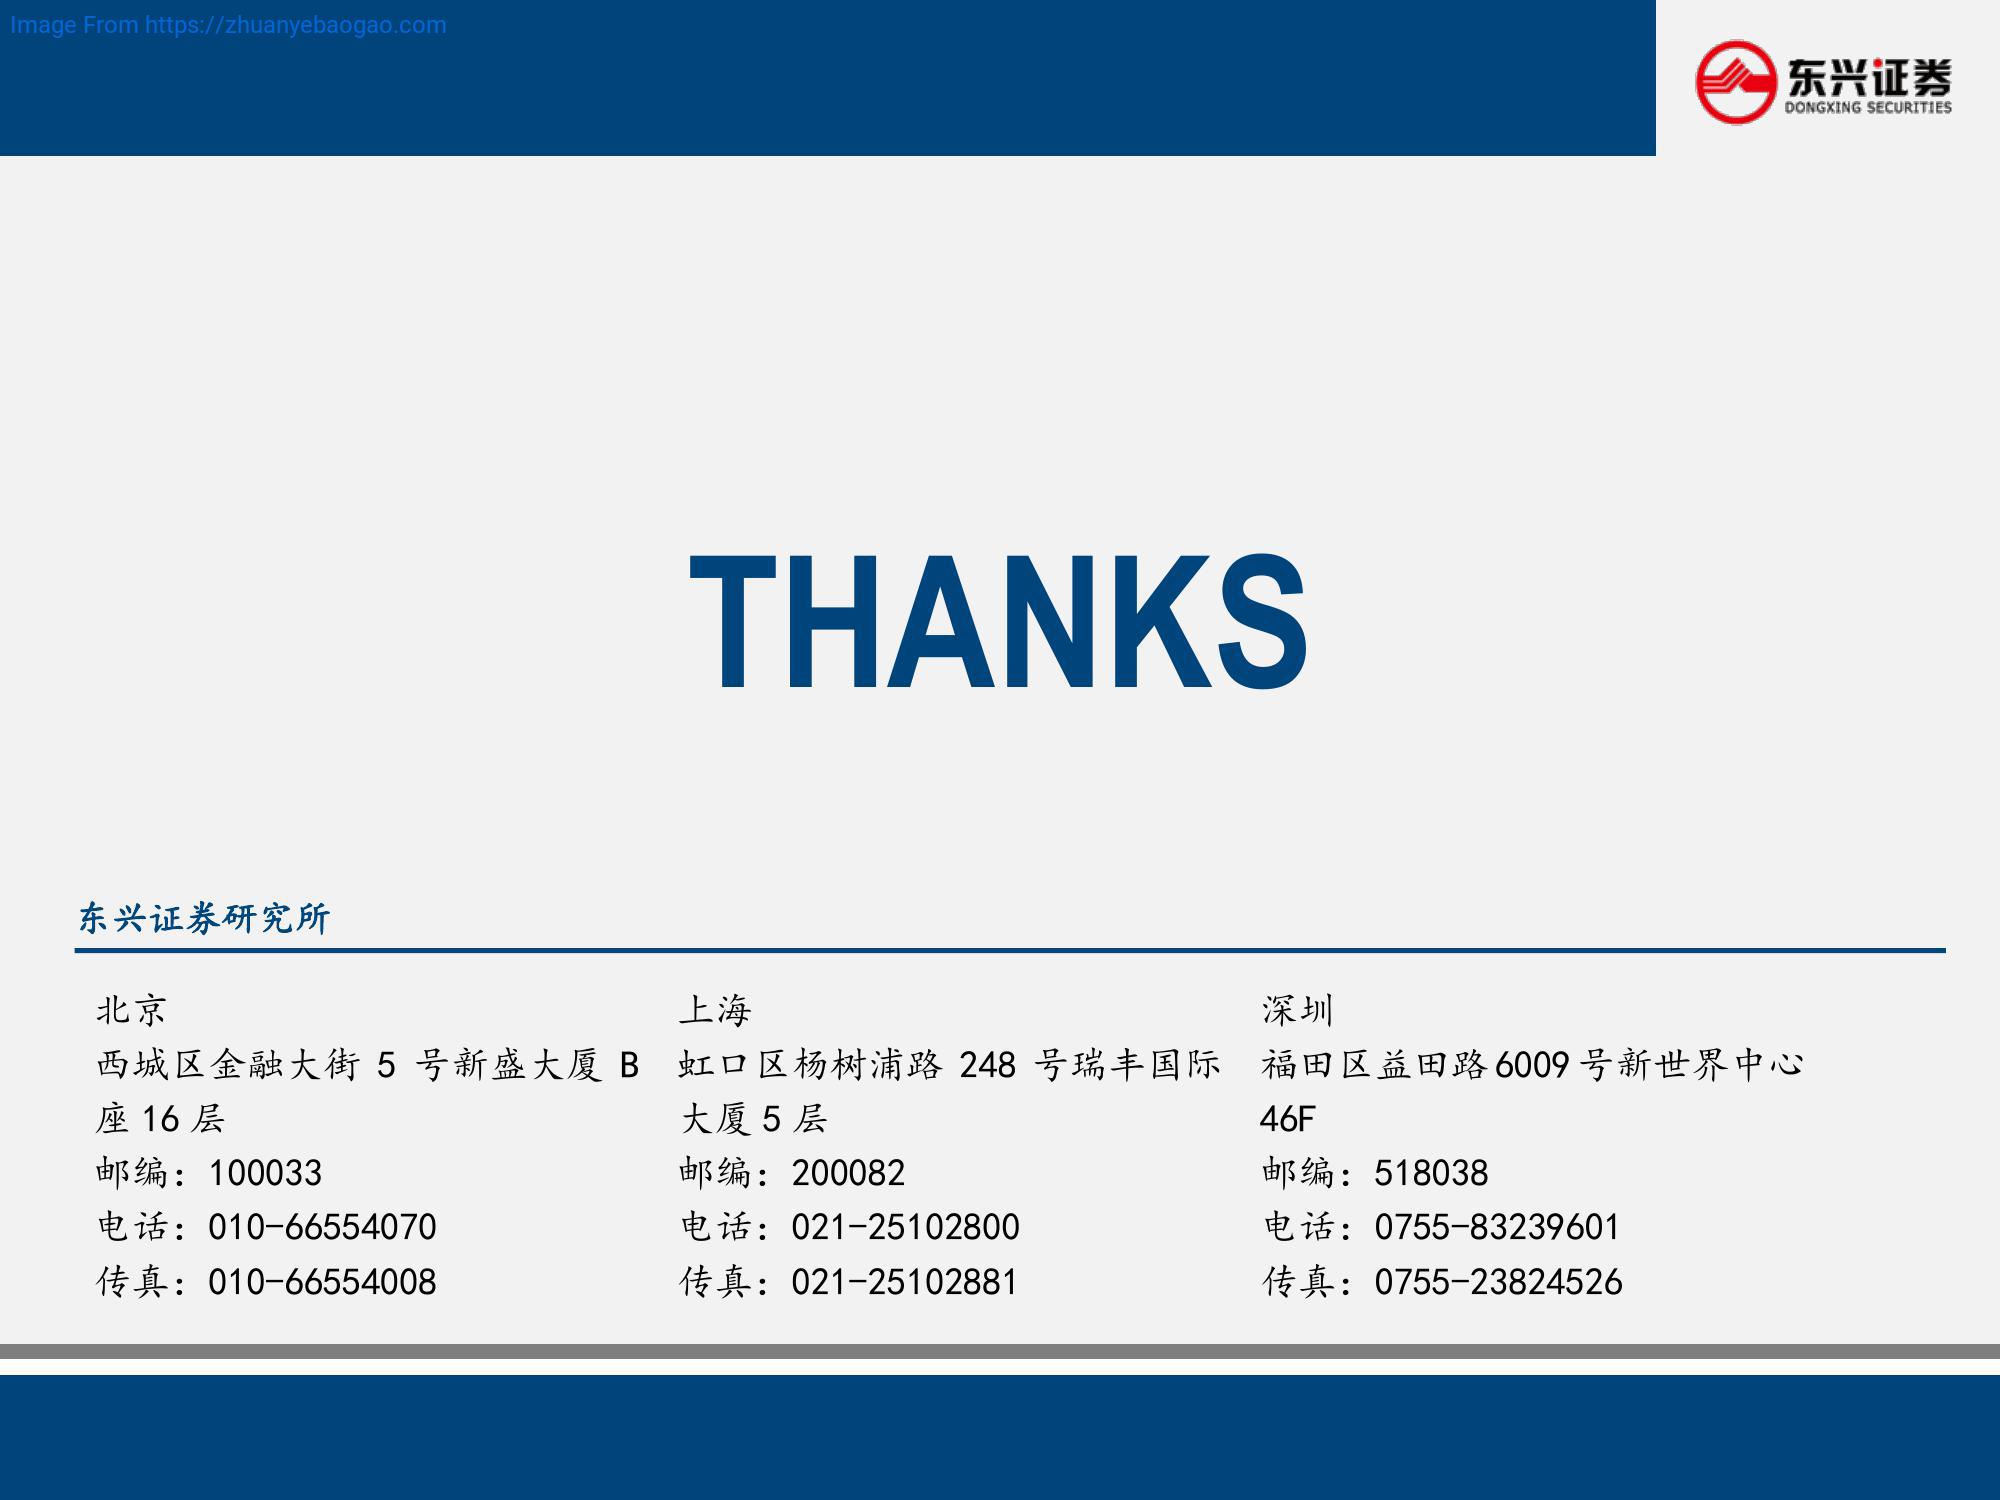 Image From https://zhuanyebaogao.com
东兴证券
DONGXING SECURITIES
THANKS
东兴证券研究所
北京
西城区金融大街 5 号新盛大厦 B
座 16 层
邮编：100033
电话：010-66554070
传真：010-66554008
上海
虹口区杨树浦路 248 号瑞丰国际
大厦 5 层
邮编：200082
电话：021-25102800
传真：021-25102881
深圳
福田区益田路6009号新世界中心
46F
邮编：518038
电话：0755-83239601
传真：0755-23824526